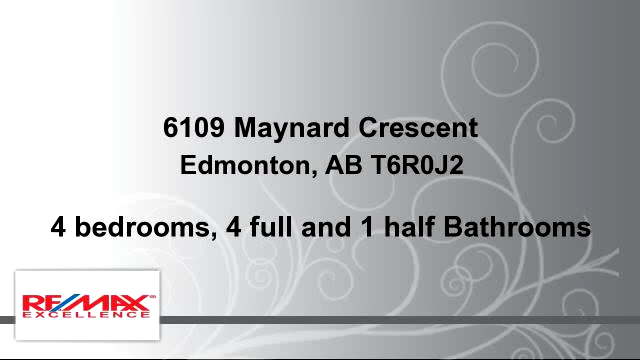 6109 Maynard Crescent
Edmonton, AB T6R0J2
4 bedrooms, 4 full and 1 half Bathrooms
RE/MAX
EXCELLENCE